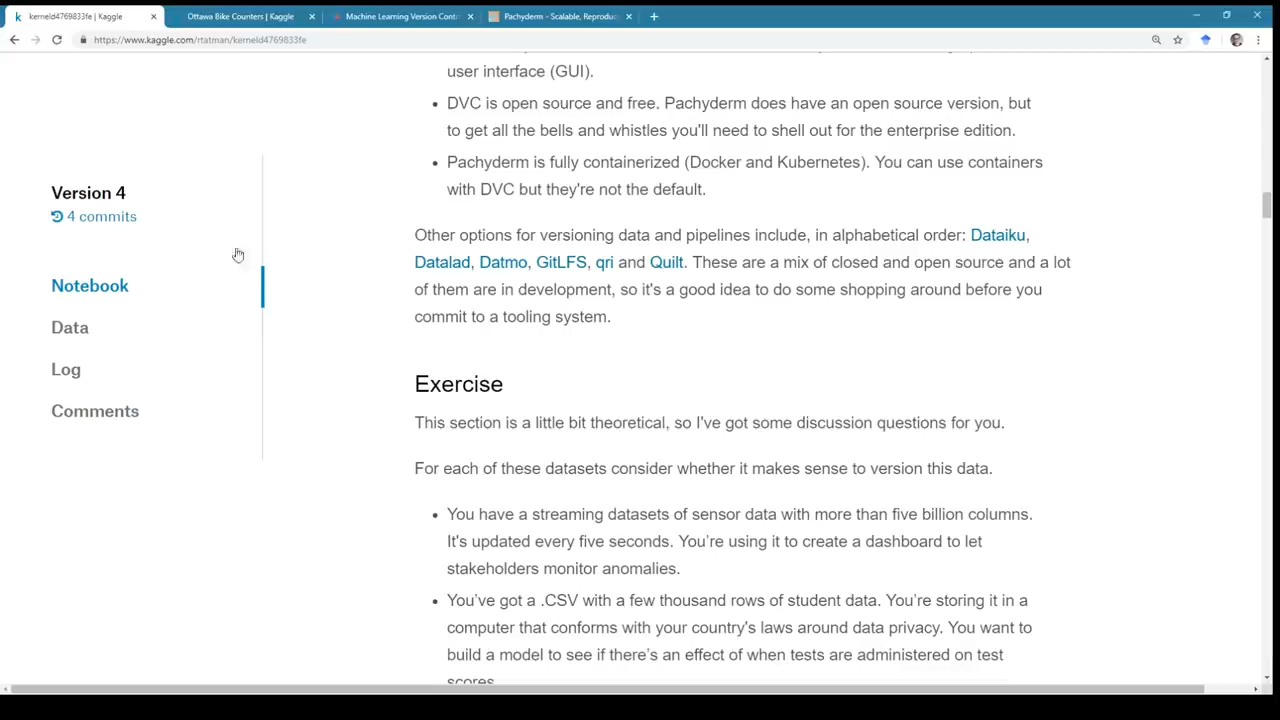 kerneld4769833fe | Kaggle
Ottawa Bike Counters | Kaggle
Machine Learning Version Cont
Pachyderm – Scalable, Reproduc
https://www.kaggle.com/rtatman/kerneld4769833fe
user interface (GUI).
• DVC is open source and free. Pachyderm does have an open source version, but
to get all the bells and whistles you'll need to shell out for the enterprise edition.
• Pachyderm is fully containerized (Docker and Kubernetes). You can use containers
with DVC but they're not the default.
Version 4
4 commits
Notebook
Data
Log
Comments
Other options for versioning data and pipelines include, in alphabetical order: Dataiku,
Datalad, Datmo, GitLFS, qri and Quilt. These are a mix of closed and open source and a lot
of them are in development, so it's a good idea to do some shopping around before you
commit to a tooling system.
Exercise
This section is a little bit theoretical, so I've got some discussion questions for you.
For each of these datasets consider whether it makes sense to version this data.
• You have a streaming datasets of sensor data with more than five billion columns.
It's updated every five seconds. You're using it to create a dashboard to let
stakeholders monitor anomalies.
• You've got a .CSV with a few thousand rows of student data. You're storing it in a
computer that conforms with your country's laws around data privacy. You want to
build a model to see if there's an effect of when tests are administered on test
scores.